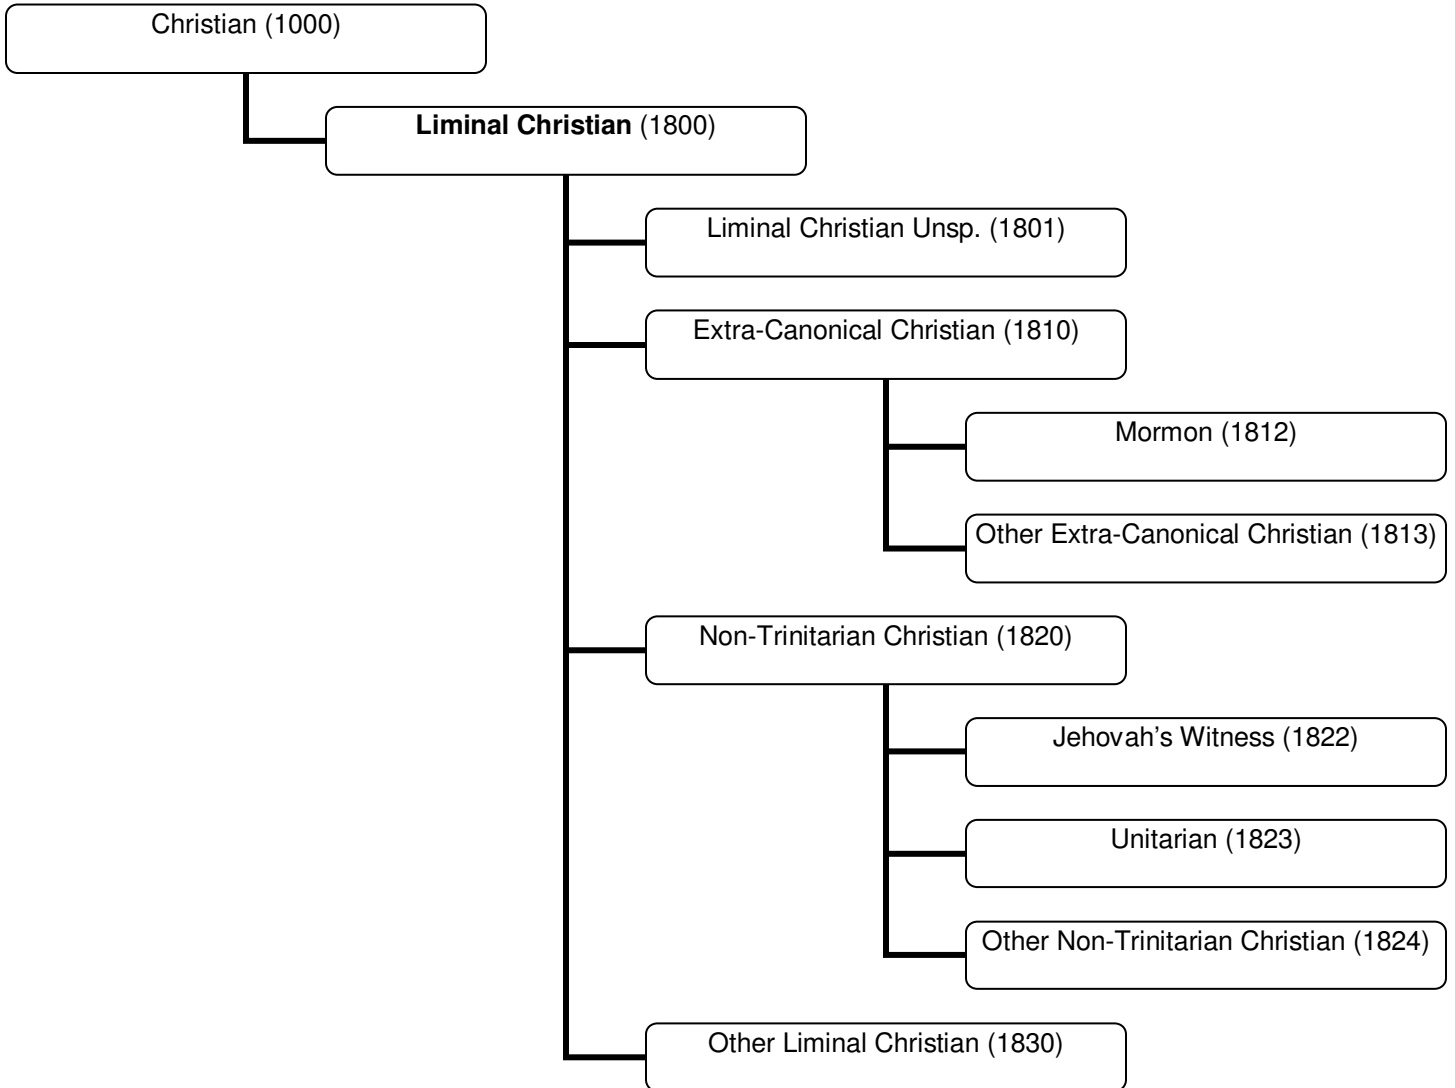 Christian (1000)
Liminal Christian (1800)
Liminal Christian Unsp. (1801)
Extra-Canonical Christian (1810)
Mormon (1812)
Other Extra-Canonical Christian (1813)
Non-Trinitarian Christian (1820)
Jehovah’s Witness (1822)
Unitarian (1823)
Other Non-Trinitarian Christian (1824)
Other Liminal Christian (1830)